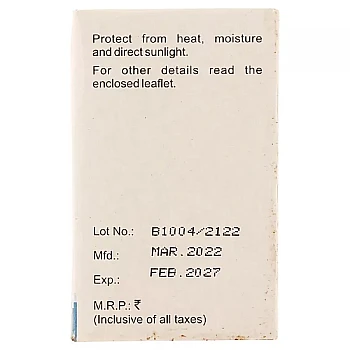 Protect from heat, moisture
and direct sunlight.
For other details read the
enclosed leaflet.
Lot No.: B1004/2122
Mfd.: MAR.2022
Exp.: FEB.2027
M.R.P.: ₹
(Inclusive of all taxes)